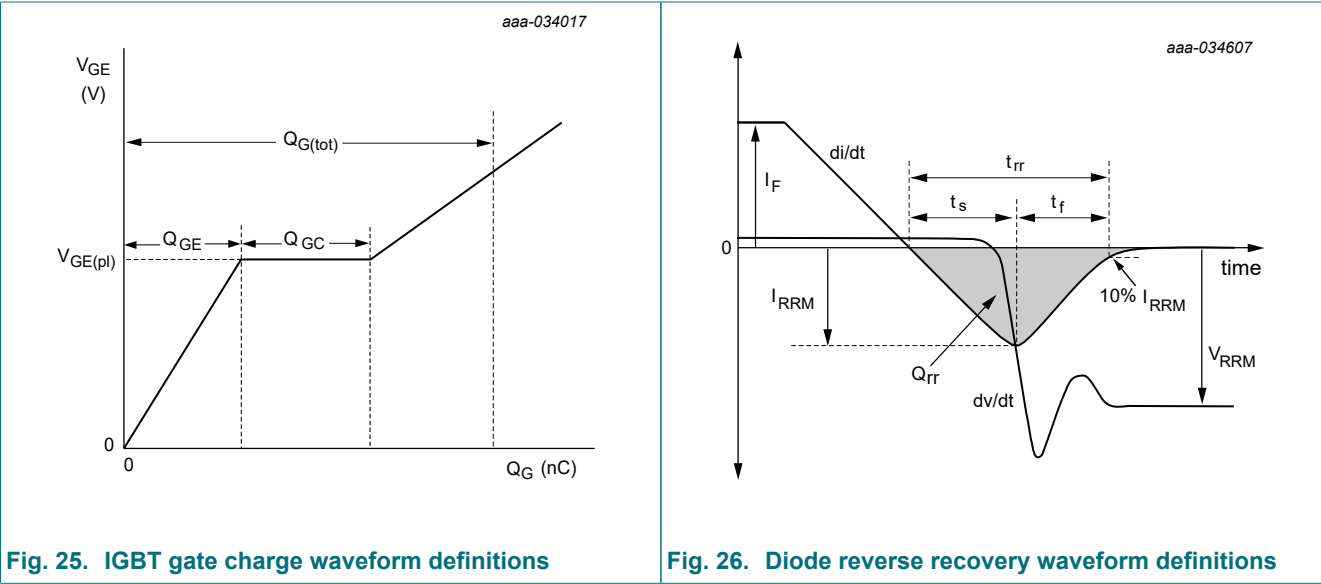 aaa-034017
V_GE
(V)
Q_G(tot)
Q_GE
Q_GC
V_GE(pl)
0
0
Q_G (nC)
Fig. 25. IGBT gate charge waveform definitions
aaa-034607
di/dt
t_rr
I_F
t_s
t_f
0
time
I_RRM
10% I_RRM
Q_rr
V_RRM
dv/dt
Fig. 26. Diode reverse recovery waveform definitions